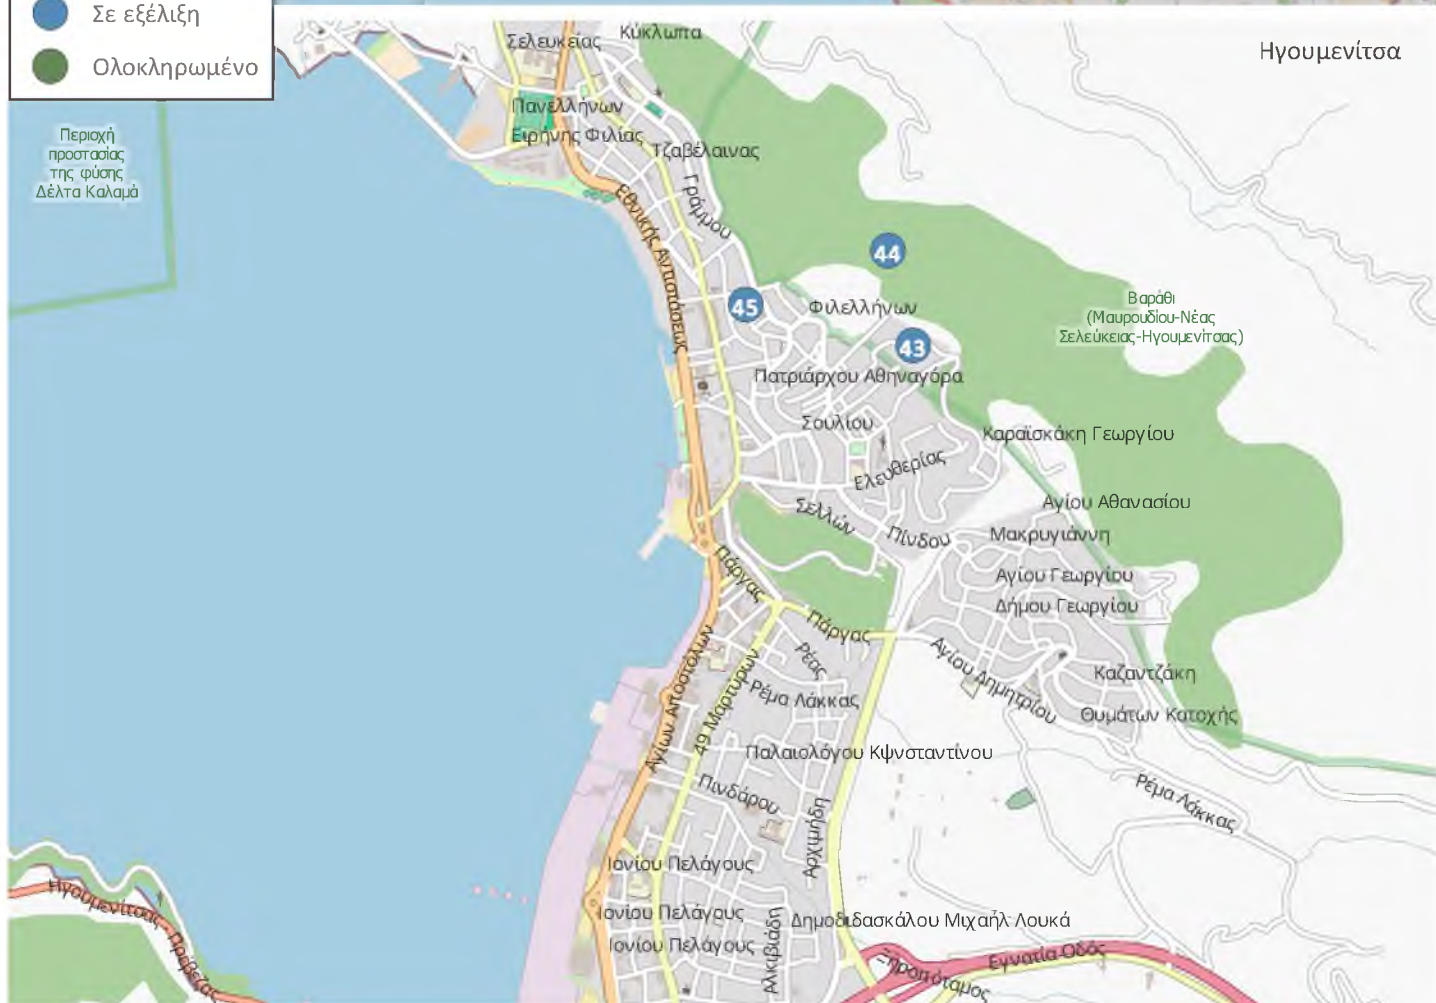 Σε εξέλιξη
Ολοκληρωμένο
Ηγουμενίτσα
Σελευκείας
Κύκλωπα
Πανελλήνων
Ειρήνης Φιλίας
Τζαβέλαινας
Περιοχή
προστασίας
της φύσης
Δέλτα Καλαμά
Γράμμου
Εθνικής Αντιστάσεως
44
45
Φιλελλήνων
Βαράθι
(Μαυρουδίου-Νέας
Σελεύκειας-Ηγουμενίτσας)
43
Πατριάρχου Αθηναγόρα
Σουλίου
Καραϊσκάκη Γεωργίου
Ελευθερίας
Αγίου Αθανασίου
Σελλών
Πίνδου
Μακρυγιάννη
Πάργας
Αγίου Γεωργίου
Δήμου Γεωργίου
Πάργας
Αγίων Αποστόλων
Ρέας
Αγίου Δημητρίου
Καζαντζάκη
49 Μαρτύρων
Ρέμα Λάκκας
Θυμάτων Κατοχής
Παλαιολόγου Κψνσταντίνου
Πινδάρου
Ρέμα Λάκκας
Αρχιμήδη
Ιονίου Πελάγους
Ηγουμενίτσας Πρέβεζας
Ιονίου Πελάγους
Δημοδιδασκάλου Μιχαήλ Λουκά
Ιονίου Πελάγους
Αλκιβιάδη
Εγνατία Οδός
Ξηροπόταμος